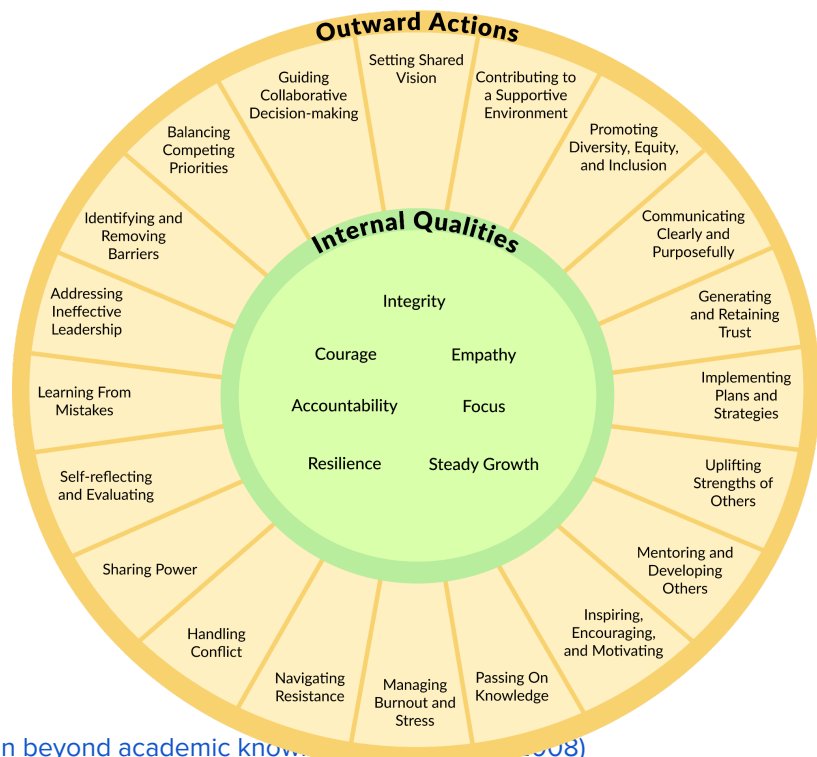 Outward Actions
Setting Shared
Vision
Contributing to
a Supportive
Environment
Promoting
Diversity, Equity,
and Inclusion
Communicating
Clearly and
Purposefully
Generating
and Retaining
Trust
Implementing
Plans and
Strategies
Uplifting
Strengths of
Others
Mentoring and
Developing
Others
Inspiring,
Encouraging,
and Motivating
Passing On
Knowledge
Managing
Burnout and
Stress
Navigating
Resistance
Handling
Conflict
Sharing Power
Self-reflecting
and Evaluating
Learning From
Mistakes
Addressing
Ineffective
Leadership
Identifying and
Removing
Barriers
Balancing
Competing
Priorities
Guiding
Collaborative
Decision-making
Internal Qualities
Integrity
Courage
Empathy
Accountability
Focus
Resilience
Steady Growth
n beyond academic know